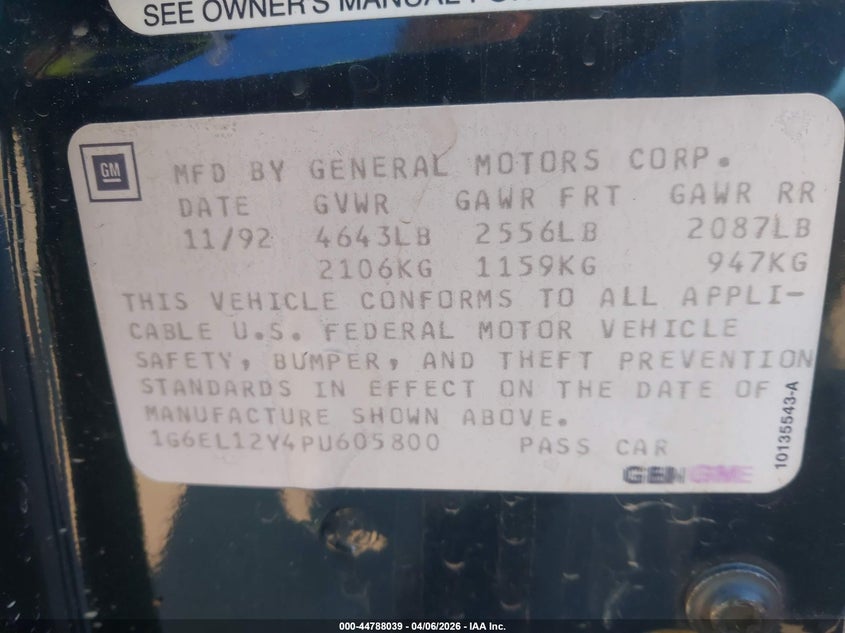 SEE OWNER'S MANUAL FOR
GM
MFD BY GENERAL MOTORS CORP.
DATE GVWR GAWR FRT GAWR RR
11/92 4643LB 2556LB 2087LB
2106KG 1159KG 947KG
THIS VEHICLE CONFORMS TO ALL APPLI-
CABLE U.S. FEDERAL MOTOR VEHICLE
SAFETY, BUMPER, AND THEFT PREVENTION
STANDARDS IN EFFECT ON THE DATE OF
MANUFACTURE SHOWN ABOVE.
1G6EL12Y4PU605800 PASS CAR
GEN GME
10135543-A
000-44788039 - 04/06/2026 - IAA Inc.